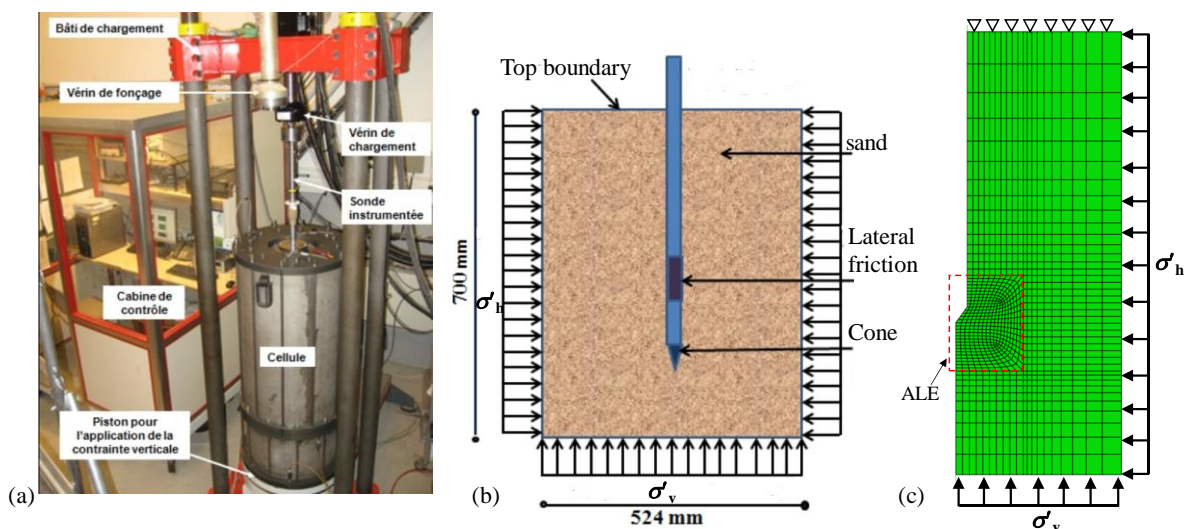 Bâti de chargement
Vérin de fonçage
Vérin de
chargement
Sonde
instrumentée
Cabine de
contrôle
Cellule
Piston pour
l'application de la
contrainte verticale
(a)
Top boundary
sand
Lateral
friction
Cone
700 mm
σ'h
σ'v
524 mm
(b)
ALE
σ'h
σ'v
(c)